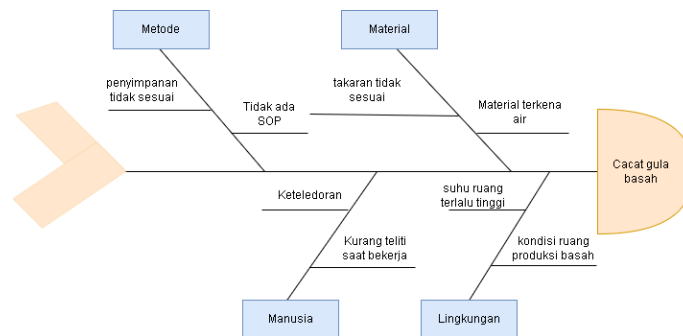 Metode
Material
penyimpanan
tidak sesuai
Tidak ada
SOP
takaran tidak
sesuai
Material terkena
air
Cacat gula
basah
Keteledoran
suhu ruang
terlalu tinggi
Kurang teliti
saat bekerja
kondisi ruang
produksi basah
Manusia
Lingkungan